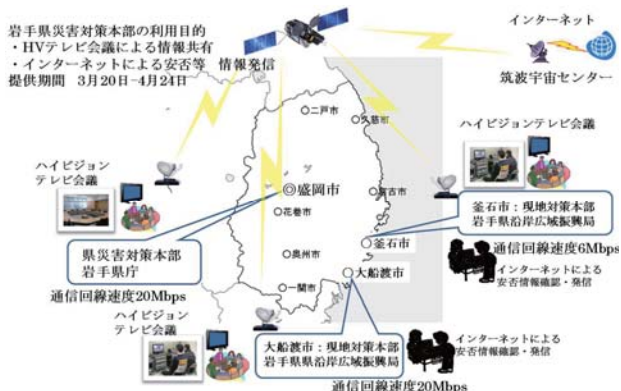 岩手県災害対策本部の利用目的
・HVテレビ会議による情報共有
・インターネットによる安否等　情報発信
提供期間　3月20日-4月24日
インターネット
筑波宇宙センター
二戸市
久慈市
ハイビジョン
テレビ会議
ハイビジョンテレビ会議
盛岡市
宮古市
花巻市
釜石市：現地対策本部
岩手県沿岸広域振興局
県災害対策本部
岩手県庁
釜石市
通信回線速度6Mbps
奥州市
インターネットによる
安否情報確認・発信
通信回線速度20Mbps
大船渡市
一関市
ハイビジョン
テレビ会議
大船渡市：現地対策本部
岩手県県沿岸広域振興局
インターネットによる
安否情報確認・発信
通信回線速度20Mbps